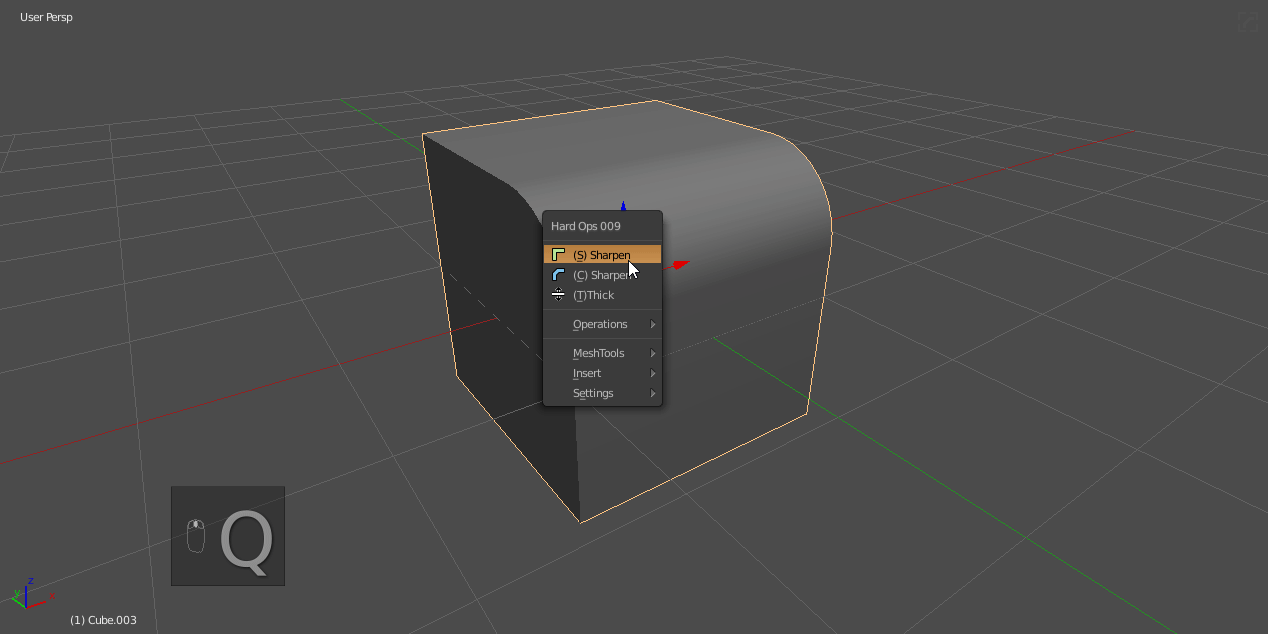 User Persp
Hard Ops 009
(S) Sharpen
(C) Sharpen
(T)Thick
Operations
MeshTools
Insert
Settings
Q
z
y
x
(1) Cube.003